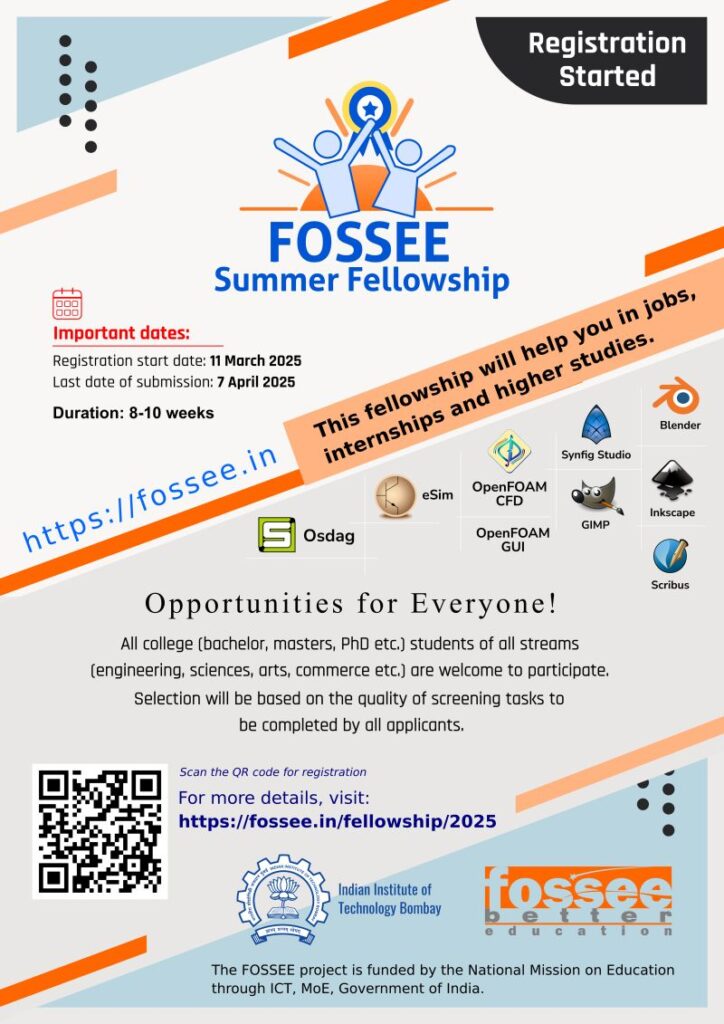 Registration
Started
FOSSEE
Summer Fellowship
Important dates:
Registration start date: 11 March 2025
Last date of submission: 7 April 2025
Duration: 8-10 weeks
This fellowship will help you in jobs,
internships and higher studies.
https://fossee.in
Osdag
eSim
OpenFOAM
CFD
OpenFOAM
GUI
Synfig Studio
GIMP
Blender
Inkscape
Scribus
Opportunities for Everyone!
All college (bachelor, masters, PhD etc.) students of all streams
(engineering, sciences, arts, commerce etc.) are welcome to participate.
Selection will be based on the quality of screening tasks to
be completed by all applicants.
Scan the QR code for registration
For more details, visit:
https://fossee.in/fellowship/2025
Indian Institute of
Technology Bombay
fossee
better
education
The FOSSEE project is funded by the National Mission on Education
through ICT, MoE, Government of India.